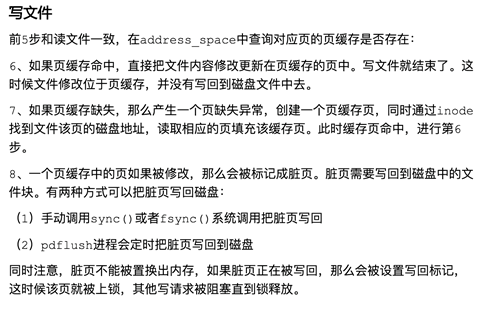 写文件
前5步和读文件一致，在address_space中查询对应页的页缓存是否存在：
6、如果页缓存命中，直接把文件内容修改更新在页缓存的页中。写文件就结束了。这
时候文件修改位于页缓存，并没有写回到磁盘文件中去。
7、如果页缓存缺失，那么产生一个页缺失异常，创建一个页缓存页，同时通过inode
找到文件该页的磁盘地址，读取相应的页填充该缓存页。此时缓存页命中，进行第6
步。
8、一个页缓存中的页如果被修改，那么会被标记成脏页。脏页需要写回到磁盘中的文
件块。有两种方式可以把脏页写回磁盘：
（1）手动调用sync()或者fsync()系统调用把脏页写回
（2）pdflush进程会定时把脏页写回到磁盘
同时注意，脏页不能被置换出内存，如果脏页正在被写回，那么会被设置写回标记，
这时候该页就被上锁，其他写请求被阻塞直到锁释放。